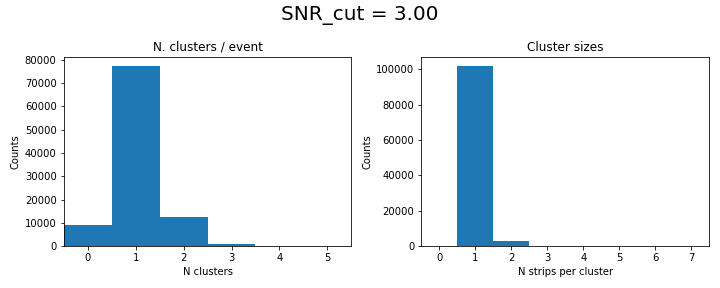 SNR_cut = 3.00
N. clusters / event
Counts
80000
70000
60000
50000
40000
30000
20000
10000
0
0 1 2 3 4 5
N clusters
Cluster sizes
Counts
100000
80000
60000
40000
20000
0
0 1 2 3 4 5 6 7
N strips per cluster